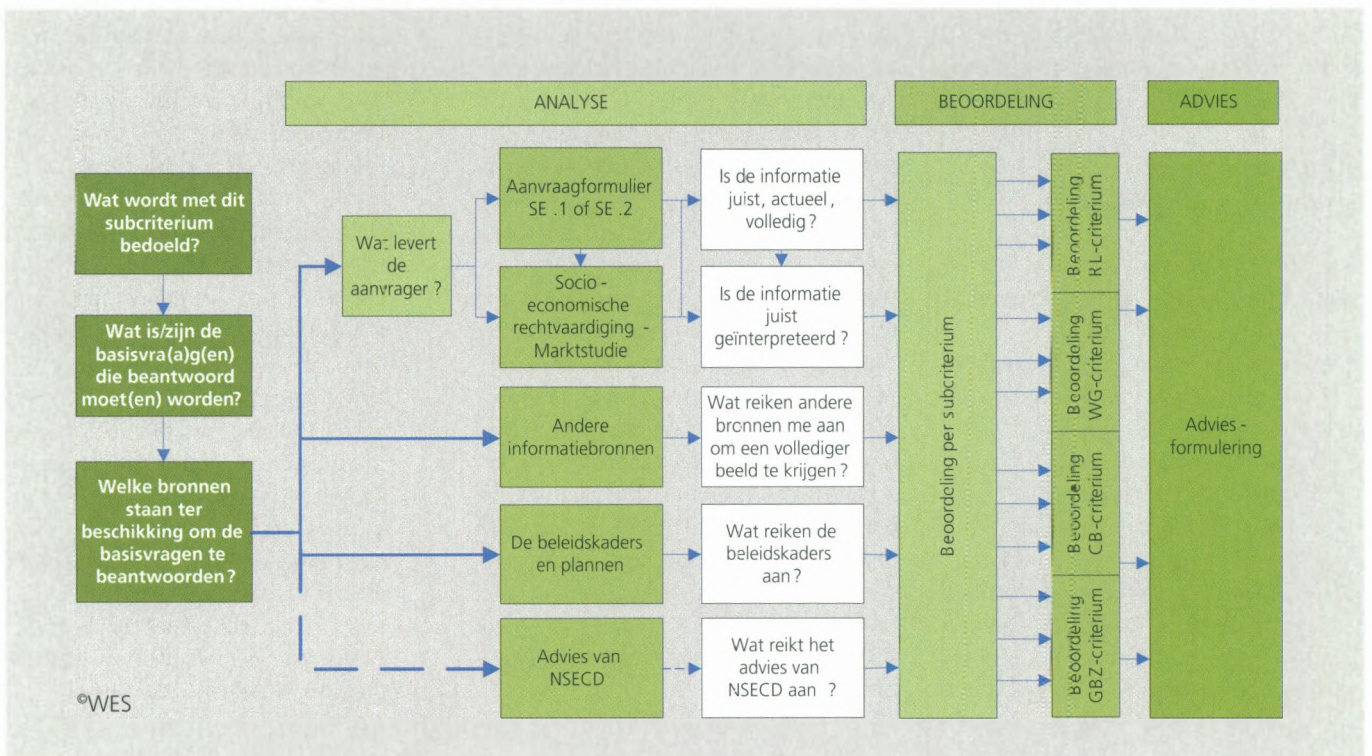 ANALYSE
BEOORDELING
ADVIES
Wat wordt met dit
subcriterium
bedoeld?
Wat is/zijn de
basisvra(a)g(en)
die beantwoord
moet(en) worden?
Welke bronnen
staan ter
beschikking om de
basisvragen te
beantwoorden ?
Wat levert
de
aanvrager ?
Aanvraagformulier
SE .1 of SE .2
Socio -
economische
rechtvaardiging -
Marktstudie
Andere
informatiebronnen
De beleidskaders
en plannen
Advies van
NSECD
Is de informatie
juist, actueel ,
volledig ?
Is de informatie
juist
geïnterpreteerd ?
Wat reiken andere
bronnen me aan
om een vollediger
beeld te krijgen ?
Wat reiken de
beleidskaders
aan ?
Wat reikt het
advies van
NSECD aan ?
Beoordeling per subcriterium
Beoordeling
RL-criterium
Beoordeling
WG-criterium
Beoordeling
CB-criterium
Beoordeling
GBZ-criterium
Advies -
formulering
©WES